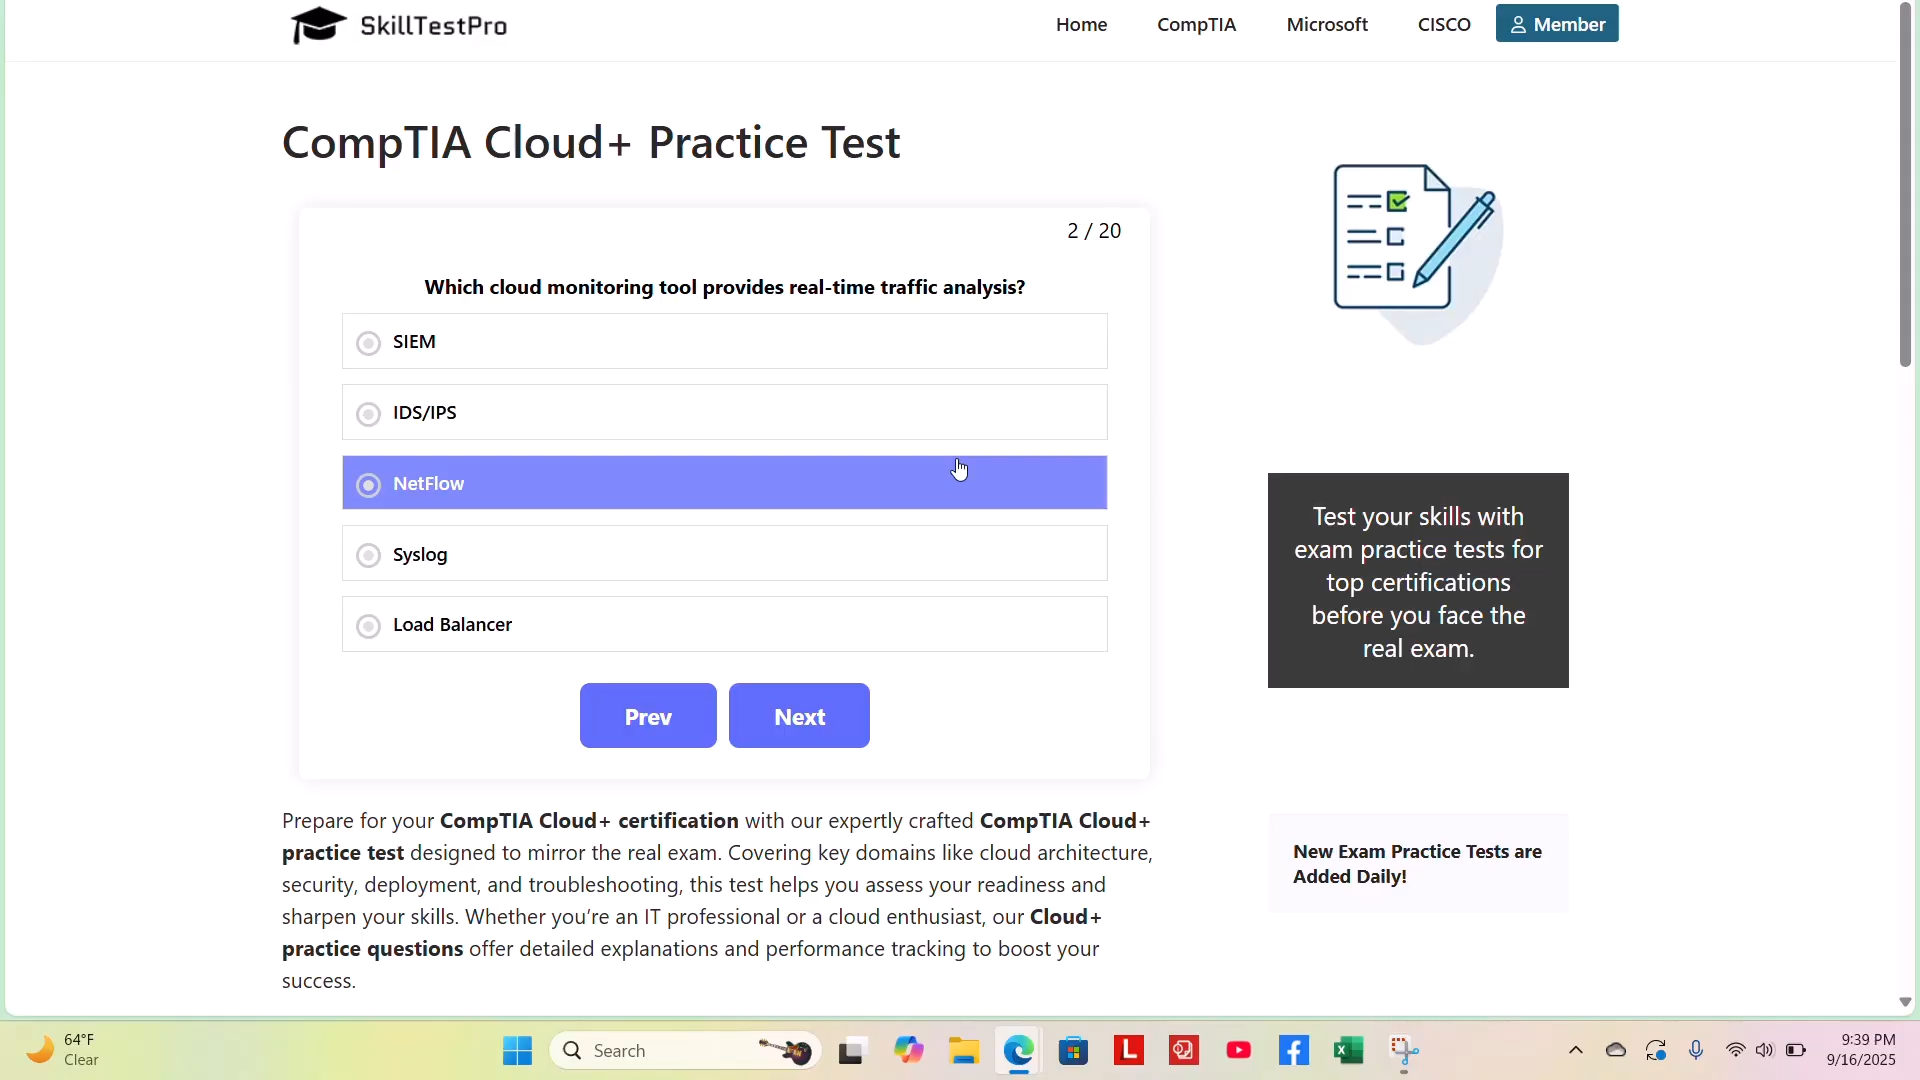 SkillTestPro
Home
CompTIA
Microsoft
CISCO
Member
CompTIA Cloud+ Practice Test
2 / 20
Which cloud monitoring tool provides real-time traffic analysis?
SIEM
IDS/IPS
NetFlow
Syslog
Load Balancer
Prev
Next
Prepare for your CompTIA Cloud+ certification with our expertly crafted CompTIA Cloud+
practice test designed to mirror the real exam. Covering key domains like cloud architecture,
security, deployment, and troubleshooting, this test helps you assess your readiness and
sharpen your skills. Whether you’re an IT professional or a cloud enthusiast, our Cloud+
practice questions offer detailed explanations and performance tracking to boost your
success.
Test your skills with
exam practice tests for
top certifications
before you face the
real exam.
New Exam Practice Tests are
Added Daily!
64°F
Clear
Search
L
9:39 PM
9/16/2025